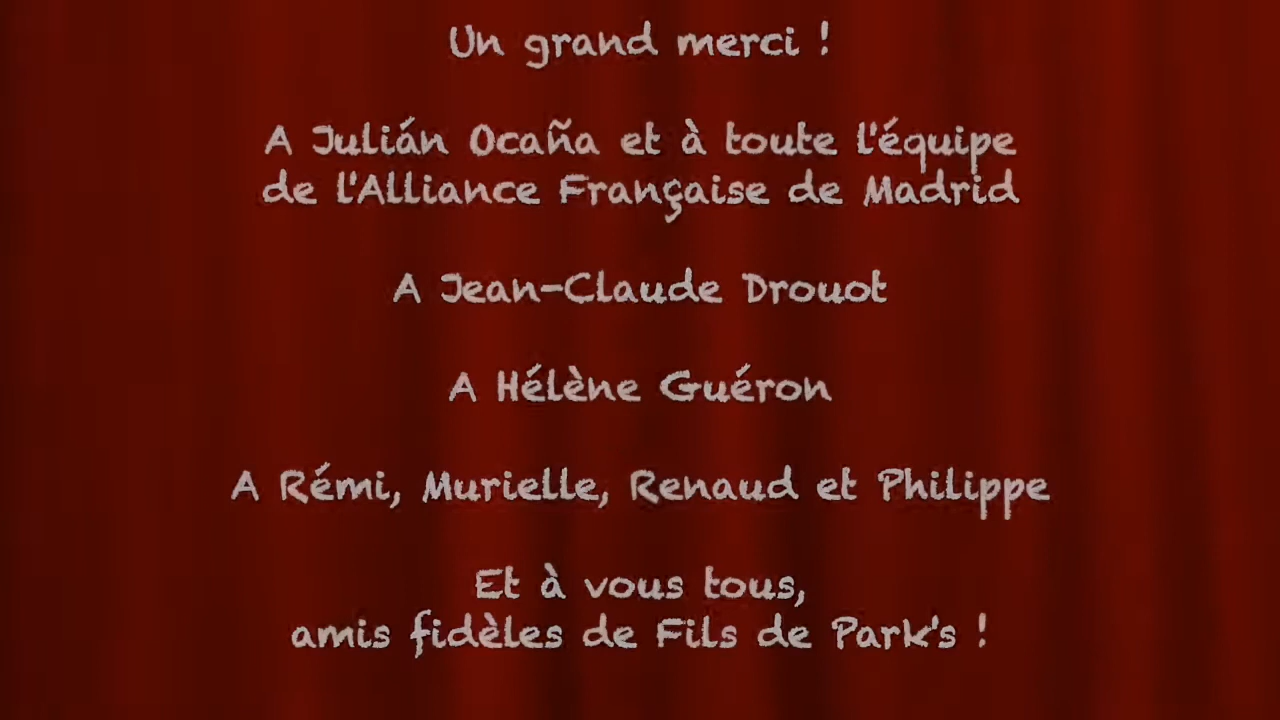 Un grand merci !
A Julián Ocaña et à toute l'équipe
de l'Alliance Française de Madrid
A Jean-Claude Drouot
A Hélène Guéron
A Rémi, Murielle, Renaud et Philippe
Et à vous tous,
amis fidèles de Fils de Park's !